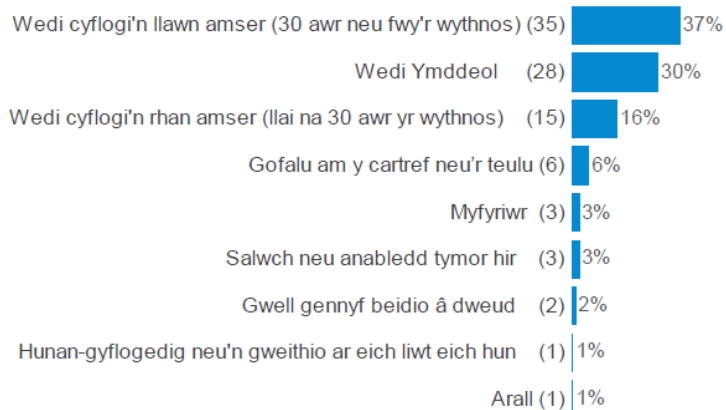 Wedi cyflogi'n llawn amser (30 awr neu fwy'r wythnos) (35) 37%
Wedi Ymddeol (28) 30%
Wedi cyflogi'n rhan amser (llai na 30 awr yr wythnos) (15) 16%
Gofalu am y cartref neu’r teulu (6) 6%
Myfyriwr (3) 3%
Salwch neu anabledd tymor hir (3) 3%
Gwell gennyf beidio â dweud (2) 2%
Hunan-gyflogedig neu'n gweithio ar eich liwt eich hun (1) 1%
Arall (1) 1%